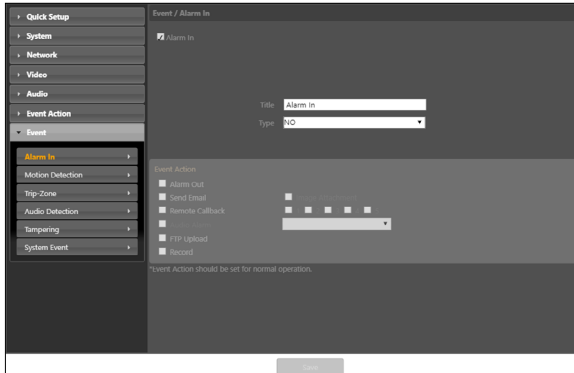 Quick Setup
System
Network
Video
Audio
Event Action
Event
Alarm In
Motion Detection
Trip-Zone
Audio Detection
Tampering
System Event
Event / Alarm In
Alarm In
Title Alarm In
Type NO
Event Action
Alarm Out
Send Email
Remote Callback
FTP Upload
Record
*Event Action should be set for normal operation.
Save